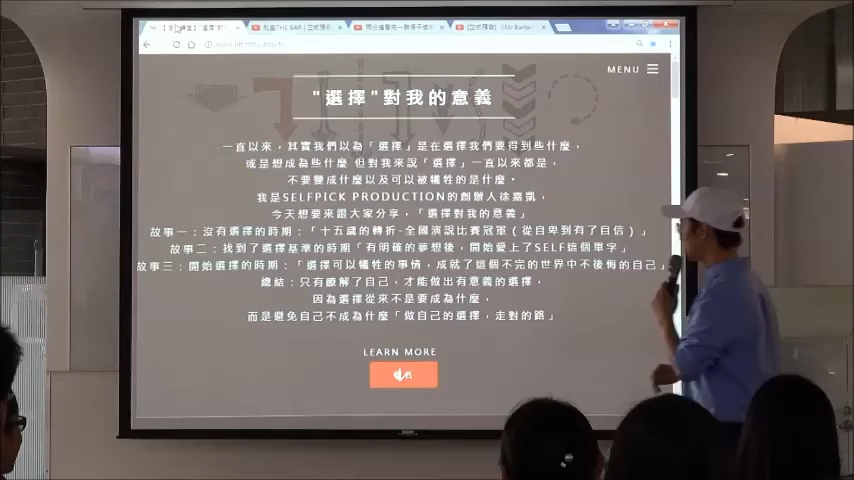 MENU
"選擇"對我的意義
一直以來，其實我們以為「選擇」是在選擇我們要得到些什麼，
或是想成為些什麼 但對我來說「選擇」一直以來都是，
不要變成什麼以及可以被犧牲的是什麼。
我是SELFPICK PRODUCTION的創辦人徐嘉凱，
今天想要來跟大家分享，「選擇對我的意義」
故事一：沒有選擇的時期：「十五歲的轉折-全國演說比賽冠軍（從自卑到有了自信）」
故事二：找到了選擇基準的時期「有明確的夢想後，開始愛上了SELF這個單字」
故事三：開始選擇的時期：「選擇可以犧牲的事情，成就了這個不完的世界中不後悔的自己」
總結：只有瞭解了自己，才能做出有意義的選擇，
因為選擇從來不是要成為什麼，
而是避免自己不成為什麼「做自己的選擇，走對的路」
LEARN MORE